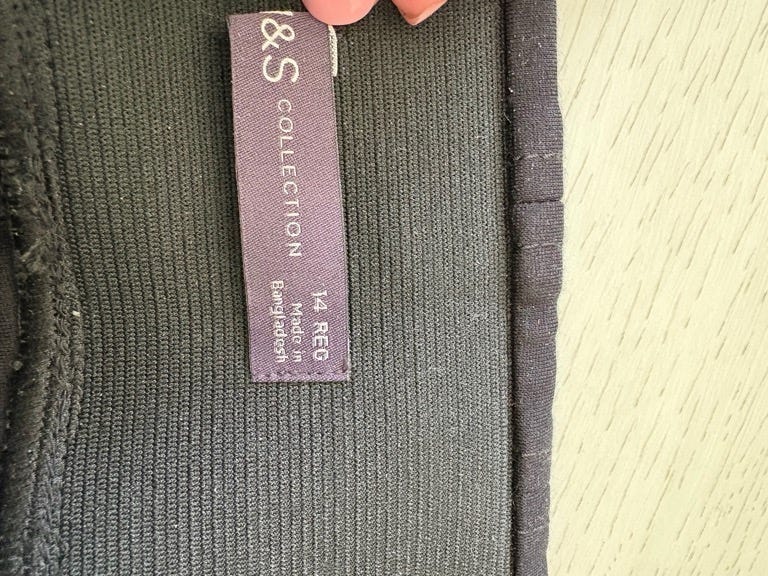 &S
COLLECTION
14 REG
Made in
Bangladesh